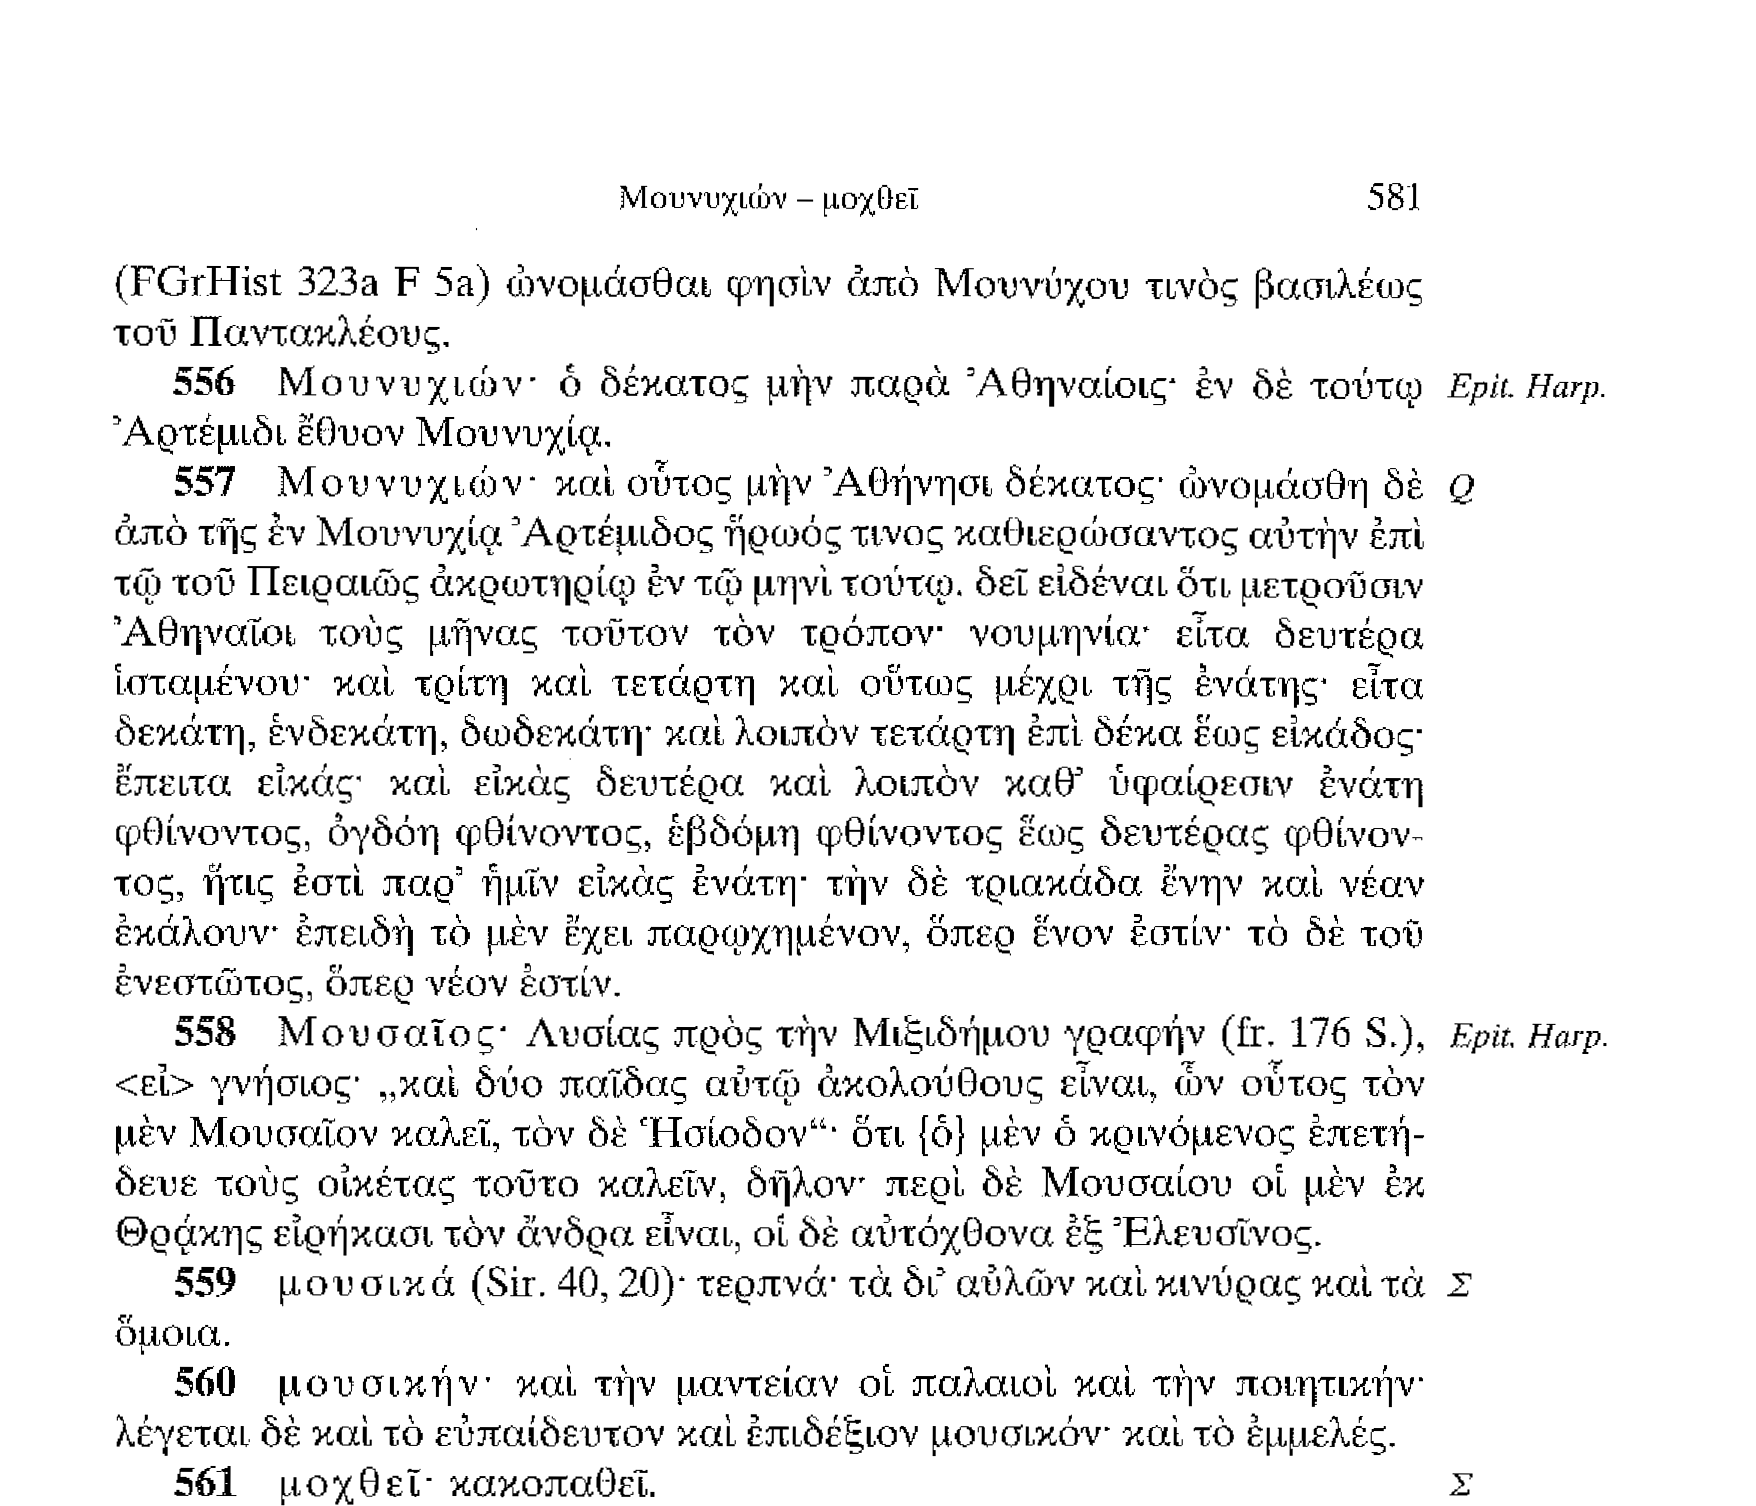 Μουνυχιών – μοχθεῖ 581
(FGrHist 323a F 5a) ὠνομάσθαι φησὶν ἀπὸ Μουνύχου τινὸς βασιλέως
τοῦ Παντακλέους.
556 Μουνυχιών· ὁ δέκατος μὴν παρὰ Ἀθηναίοις· ἐν δὲ τούτῳ Epit. Harp.
Ἀρτέμιδι ἔθυον Μουνυχίᾳ.
557 Μουνυχιών· καὶ οὗτος μὴν Ἀθήνησι δέκατος· ὠνομάσθη δὲ Q
ἀπὸ τῆς ἐν Μουνυχίᾳ Ἀρτέμιδος ἥρωός τινος καθιερώσαντος αὐτὴν ἐπὶ
τῷ τοῦ Πειραιῶς ἀκρωτηρίῳ ἐν τῷ μηνὶ τούτῳ. δεῖ εἰδέναι ὅτι μετροῦσιν
Ἀθηναῖοι τοὺς μῆνας τοῦτον τὸν τρόπον· νουμηνία· εἶτα δευτέρα
ἱσταμένου· καὶ τρίτη καὶ τετάρτη καὶ οὕτως μέχρι τῆς ἐνάτης· εἶτα
δεκάτη, ἑνδεκάτη, δωδεκάτη· καὶ λοιπὸν τετάρτη ἐπὶ δέκα ἕως εἰκάδος·
ἔπειτα εἰκάς· καὶ εἰκὰς δευτέρα καὶ λοιπὸν καθ’ ὑφαίρεσιν ἐνάτη
φθίνοντος, ὀγδόη φθίνοντος, ἑβδόμη φθίνοντος ἕως δευτέρας φθίνον-
τος, ἥτις ἐστὶ παρ’ ἡμῖν εἰκὰς ἐνάτη· τὴν δὲ τριακάδα ἔνην καὶ νέαν
ἐκάλουν· ἐπειδὴ τὸ μὲν ἔχει παρῳχημένον, ὅπερ ἕνον ἐστίν· τὸ δὲ τοῦ
ἐνεστῶτος, ὅπερ νέον ἐστίν.
558 Μουσαῖος· Λυσίας πρὸς τὴν Μιξιδήμου γραφήν (fr. 176 S.), Epit. Harp.
<εἰ> γνήσιος· „καὶ δύο παῖδας αὐτῷ ἀκολούθους εἶναι, ὧν οὗτος τὸν
μὲν Μουσαῖον καλεῖ, τὸν δὲ Ἡσίοδον“· ὅτι {ὁ} μὲν ὁ κρινόμενος ἐπετή-
δευε τοὺς οἰκέτας τοῦτο καλεῖν, δῆλον· περὶ δὲ Μουσαίου οἱ μὲν ἐκ
Θρᾴκης εἰρήκασι τὸν ἄνδρα εἶναι, οἱ δὲ αὐτόχθονα ἐξ Ἐλευσῖνος.
559 μουσικά (Sir. 40, 20)· τερπνά· τὰ δι’ αὐλῶν καὶ κινύρας καὶ τὰ Σ
ὅμοια.
560 μουσικήν· καὶ τὴν μαντείαν οἱ παλαιοὶ καὶ τὴν ποιητικήν·
λέγεται δὲ καὶ τὸ εὐπαίδευτον καὶ ἐπιδέξιον μουσικόν· καὶ τὸ ἐμμελές.
561 μοχθεῖ· κακοπαθεῖ. Σ